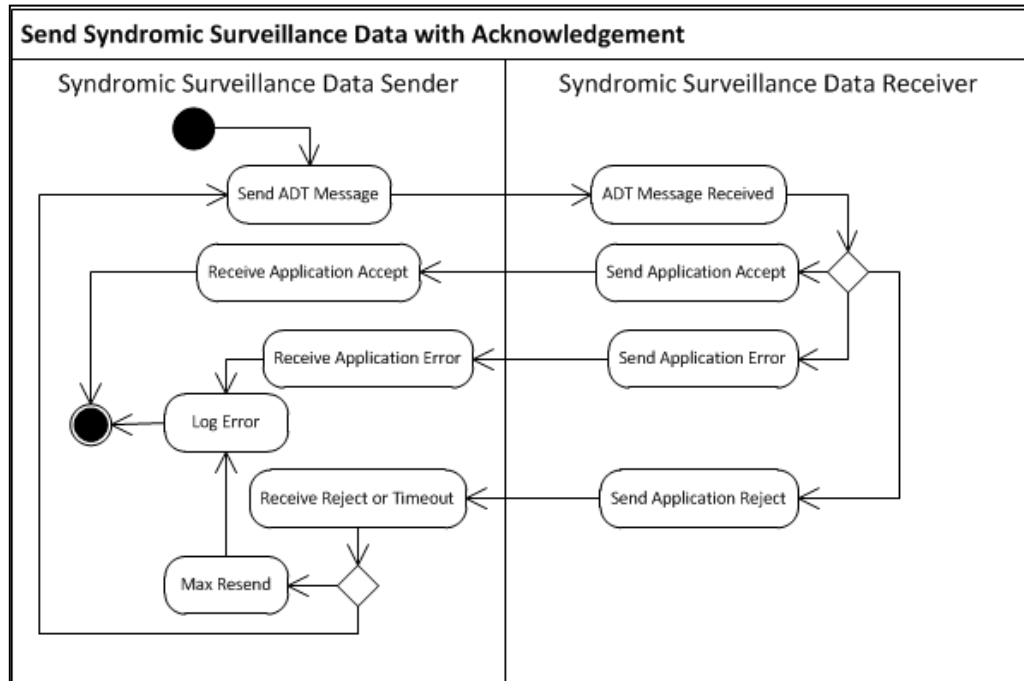 Send Syndromic Surveillance Data with Acknowledgement
Syndromic Surveillance Data Sender
Syndromic Surveillance Data Receiver
Send ADT Message
ADT Message Received
Receive Application Accept
Send Application Accept
Receive Application Error
Send Application Error
Log Error
Receive Reject or Timeout
Send Application Reject
Max Resend